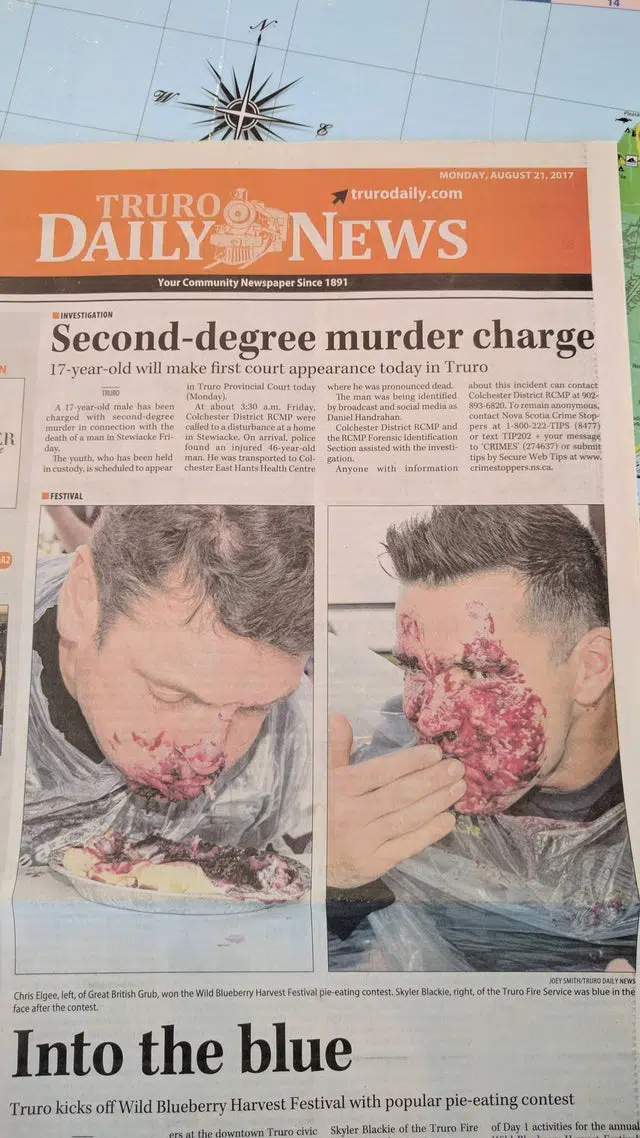 14
N
W
8
MONDAY, AUGUST 21, 2017
trurodaily.com
TRURO
DAILY NEWS
Your Community Newspaper Since 1891
INVESTIGATION
Second-degree murder charge
17-year-old will make first court appearance today in Truro
TRURO
A 17-year-old male has been
charged with second-degree
murder in connection with the
death of a man in Stewiacke Fri-
day.
The youth, who has been held
in custody, is scheduled to appear
in Truro Provincial Court today
(Monday).
At about 3:30 a.m. Friday,
Colchester District RCMP were
called to a disturbance at a home
in Stewiacke. On arrival, police
found an injured 46-year-old
man. He was transported to Col-
chester East Hants Health Centre
where he was pronounced dead.
The man was being identified
by broadcast and social media as
Daniel Handrahan.
Colchester District RCMP and
the RCMP Forensic Identification
Section assisted with the investi-
gation.
Anyone with information
about this incident can contact
Colchester District RCMP at 902-
893-6820. To remain anonymous,
contact Nova Scotia Crime Stop-
pers at 1-800-222-TIPS (8477)
or text TIP202 + your message
to 'CRIMES' (274637) or submit
tips by Secure Web Tips at www.
crimestoppers.ns.ca.
N
ER
A2
FESTIVAL
JOEY SMITH/TRURO DAILY NEWS
Chris Elgee, left, of Great British Grub, won the Wild Blueberry Harvest Festival pie-eating contest. Skyler Blackie, right, of the Truro Fire Service was blue in the
face after the contest.
Into the blue
Truro kicks off Wild Blueberry Harvest Festival with popular pie-eating contest
ers at the downtown Truro civic
Skyler Blackie of the Truro Fire
of Day 1 activities for the annual